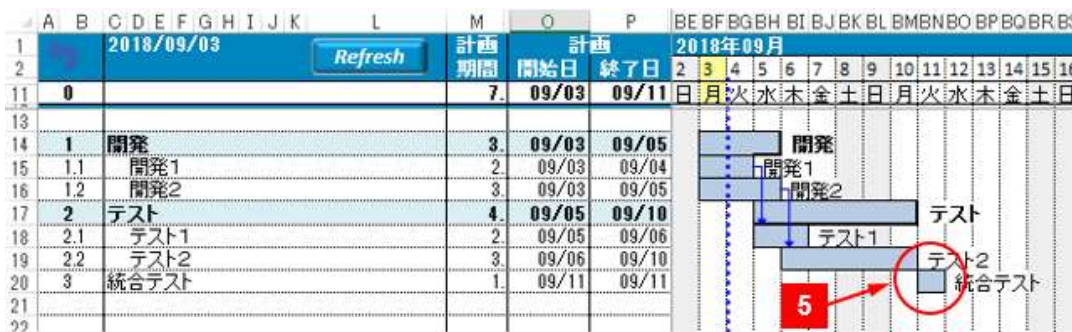 A B C D E F G H I J K L M O P BE BF BG BH BI BJ BK BL BM BN BO BP BQ BR BS
1 2018/09/03 Refresh 計画 計画 2018年09月
2 期間 開始日 終了日 2 3 4 5 6 7 8 9 10 11 12 13 14 15 16
11 0 7. 09/03 09/11 日 月 火 水 木 金 土 日 月 火 水 木 金 土 日
13
14 1 開発 3. 09/03 09/05 開発
15 1.1 開発1 2. 09/03 09/04 開発1
16 1.2 開発2 3. 09/03 09/05 開発2
17 2 テスト 4. 09/05 09/10 テスト
18 2.1 テスト1 2. 09/05 09/06 テスト1
19 2.2 テスト2 3. 09/06 09/10 テスト2
20 3 統合テスト 1. 09/11 09/11 統合テスト
21 5
22